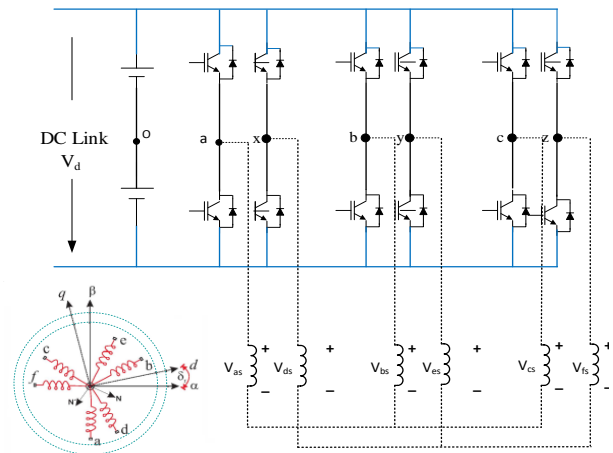 DC Link
V_d
O
a
x
b
y
c
z
V_as + −
V_ds + −
V_bs + −
V_es + −
V_cs + −
V_fs + −
q
β
c
e
b
d
δ
α
f
N'
N
a
d